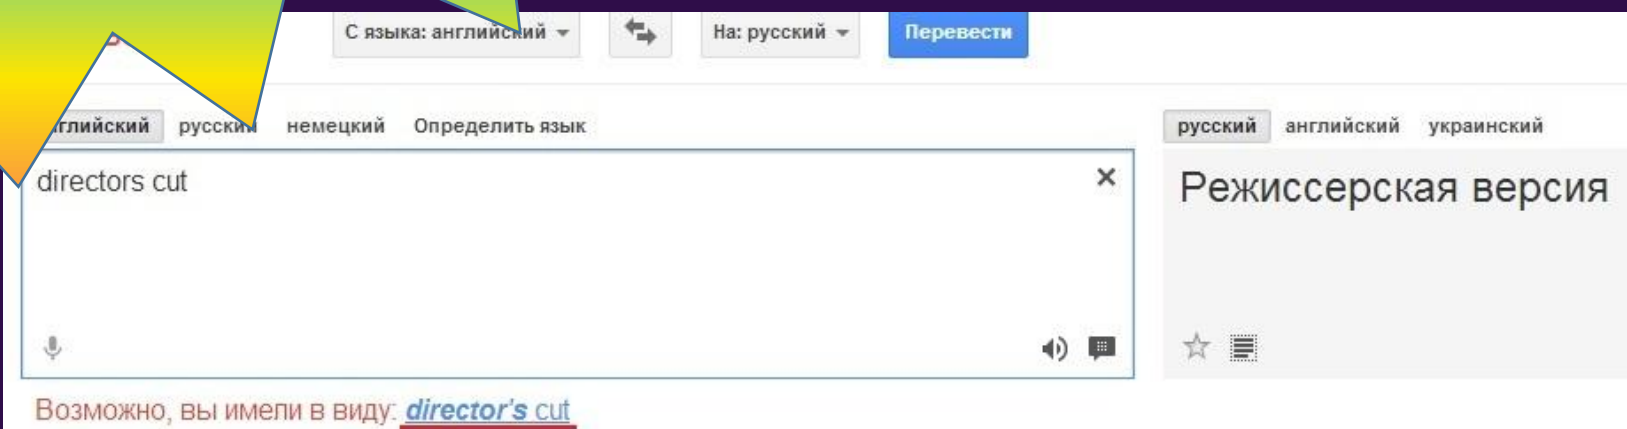 С языка: английский На: русский Перевести
русский немецкий Определить язык русский английский украинский
directors cut
Режиссерская версия
Возможно, вы имели в виду: director's cut